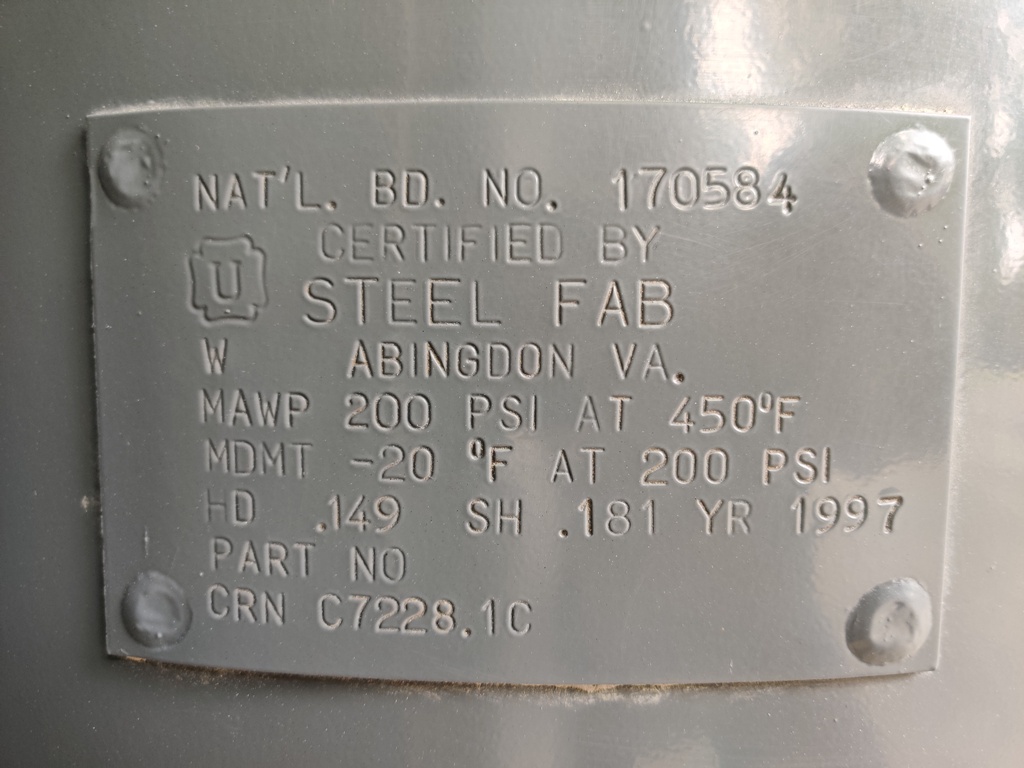 NAT'L. BD. NO. 170584
CERTIFIED BY
U
STEEL FAB
W ABINGDON VA.
MAWP 200 PSI AT 450°F
MDMT -20 °F AT 200 PSI
HD .149 SH .181 YR 1997
PART NO
CRN C7228.1C